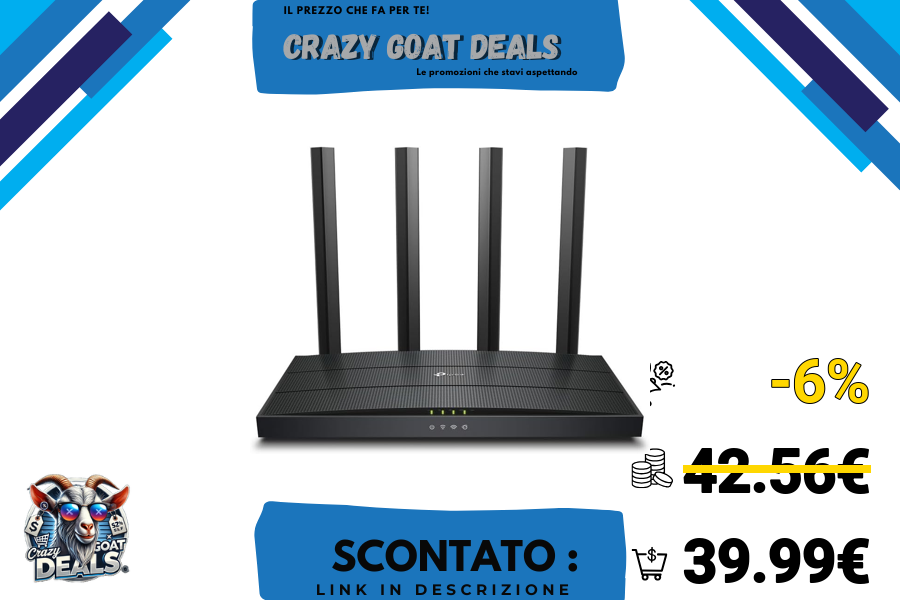 IL PREZZO CHE FA PER TE!
CRAZY GOAT DEALS
Le promozioni che stavi aspettando
-6%
42.56€
39.99€
SCONTATO :
LINK IN DESCRIZIONE
Crazy
GOAT
DEALS